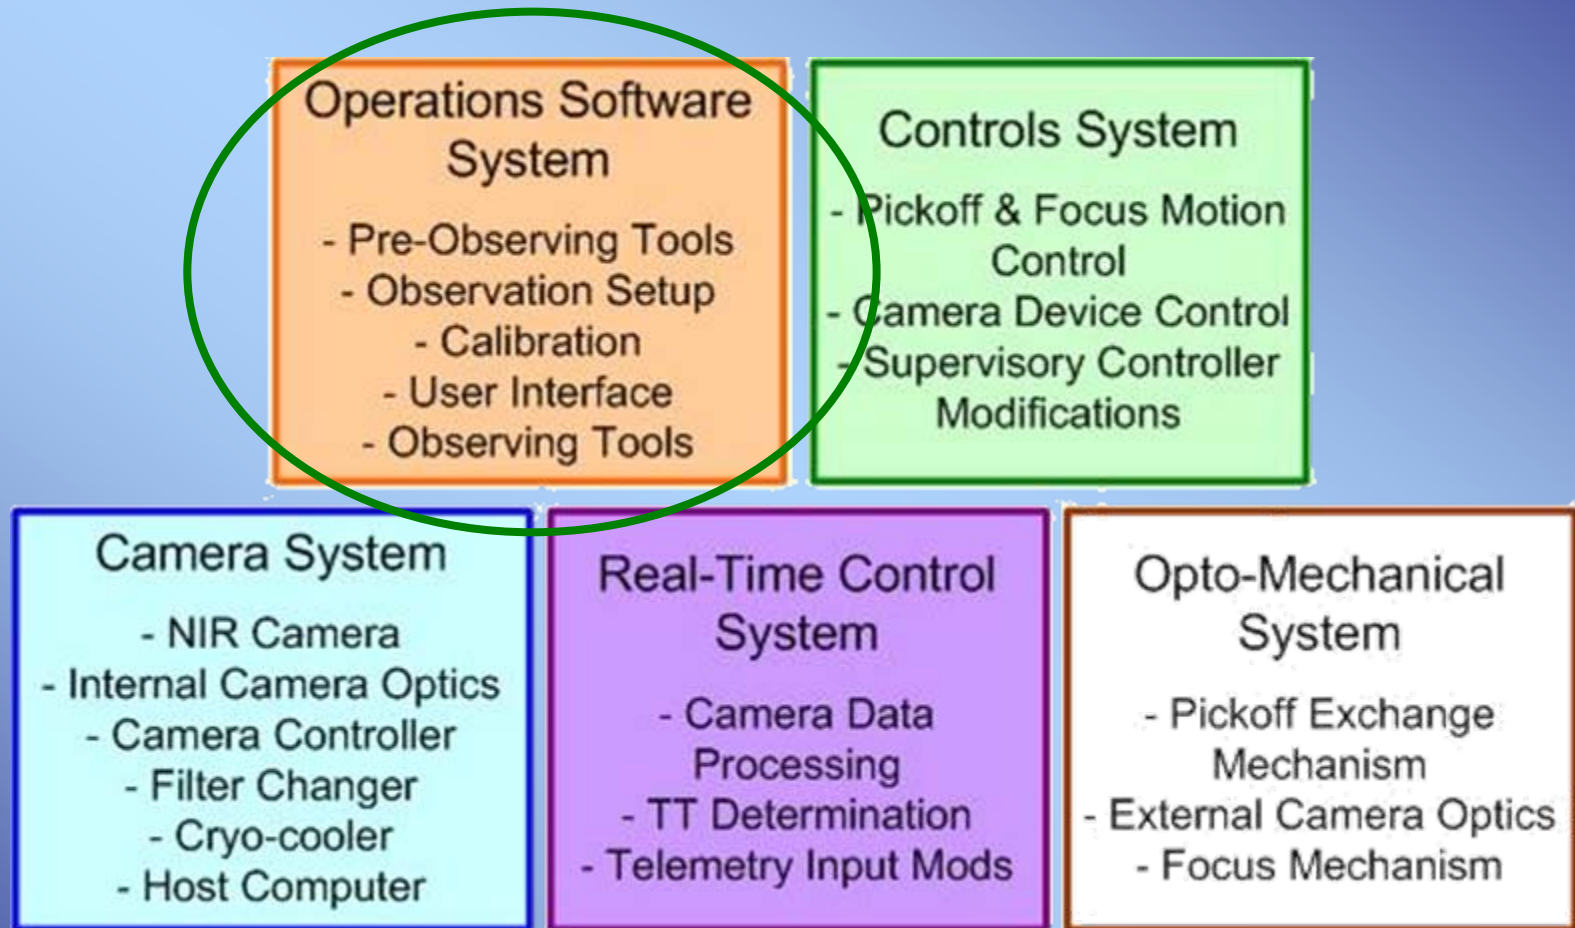 Operations Software
System
- Pre-Observing Tools
- Observation Setup
- Calibration
- User Interface
- Observing Tools
Controls System
- Pickoff & Focus Motion
Control
- Camera Device Control
- Supervisory Controller
Modifications
Camera System
- NIR Camera
- Internal Camera Optics
- Camera Controller
- Filter Changer
- Cryo-cooler
- Host Computer
Real-Time Control
System
- Camera Data
Processing
- TT Determination
- Telemetry Input Mods
Opto-Mechanical
System
- Pickoff Exchange
Mechanism
- External Camera Optics
- Focus Mechanism